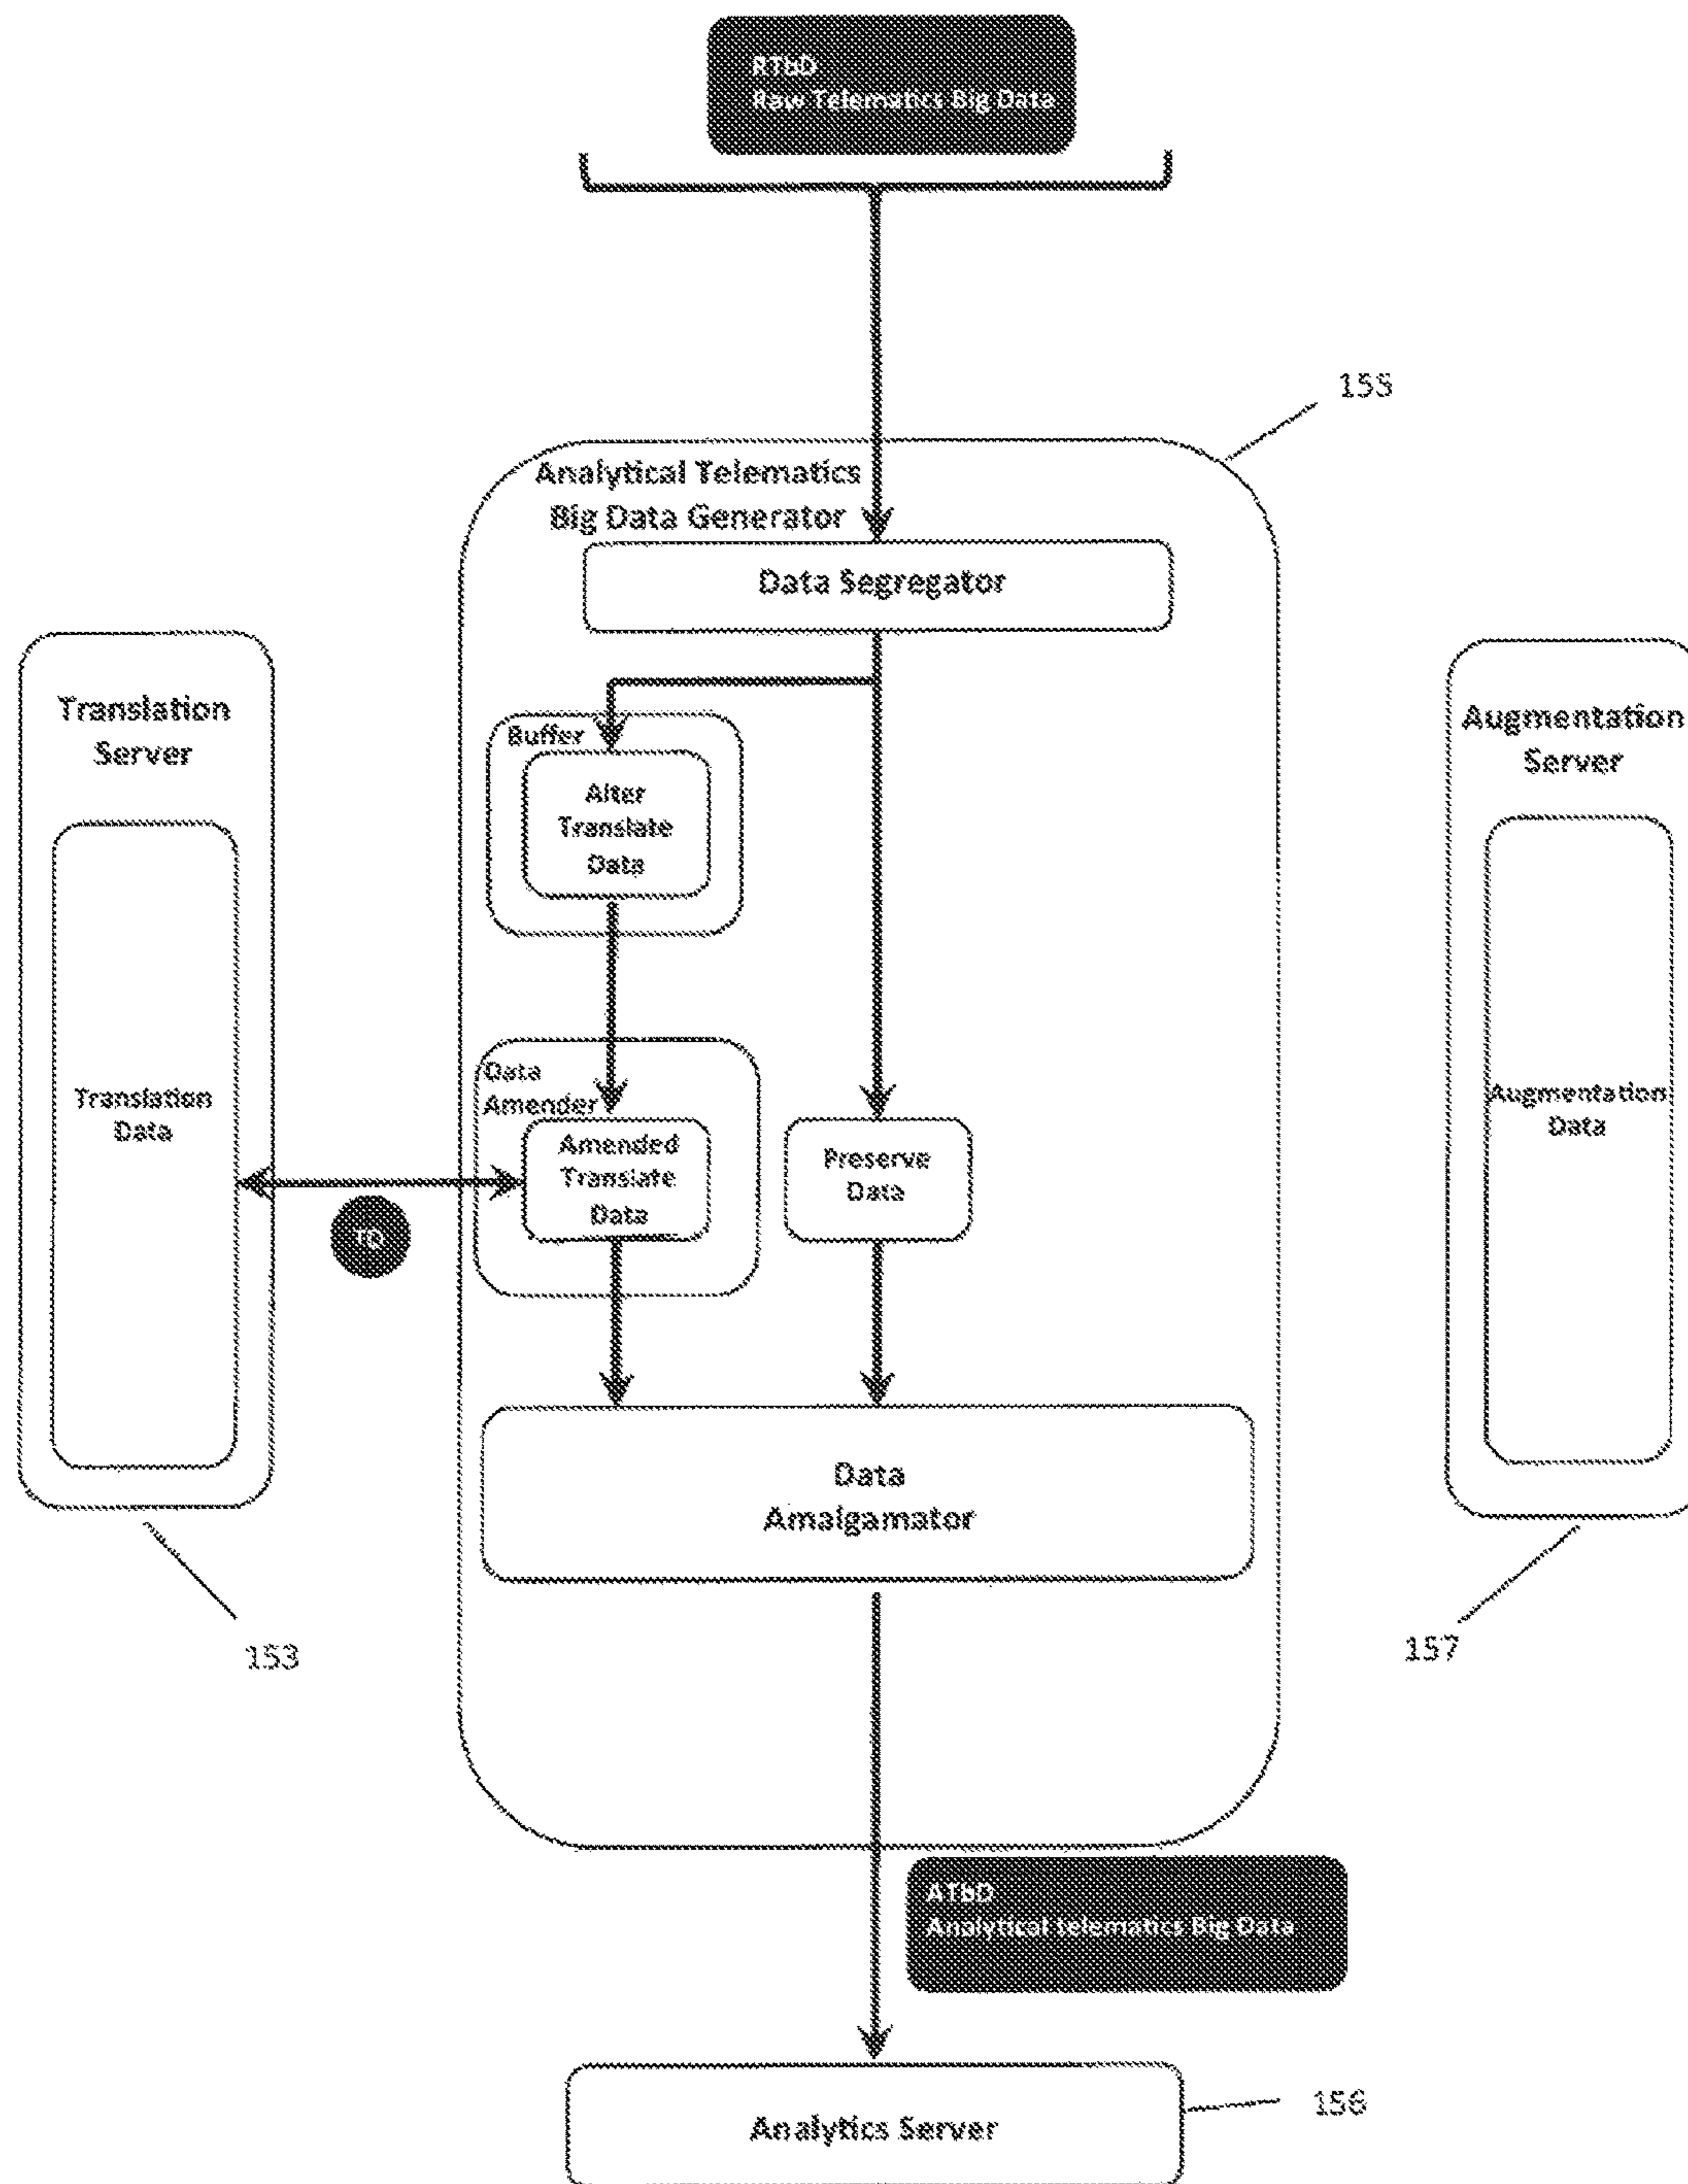 RTbD
Raw Telematics Big Data
155
Analytical Telematics
Big Data Generator
Data Segregator
Translation
Server
Augmentation
Server
Buffer
Alter
Translate
Data
Data
Amender
Translation
Data
Amended
Translate
Data
Preserve
Data
Augmentation
Data
TD
Data
Amalgamator
153
157
ATbD
Analytical telematics Big Data
Analytics Server
156